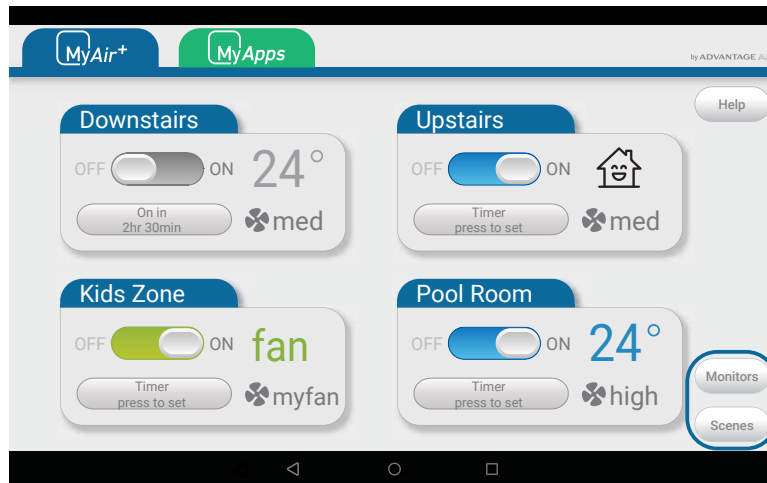 MyAir+
MyApps
by ADVANTAGE
Help
Downstairs
OFF ON 24°
On in
2hr 30min
med
Upstairs
OFF ON
Timer
press to set
med
Kids Zone
OFF ON fan
Timer
press to set
myfan
Pool Room
OFF ON 24°
Timer
press to set
high
Monitors
Scenes